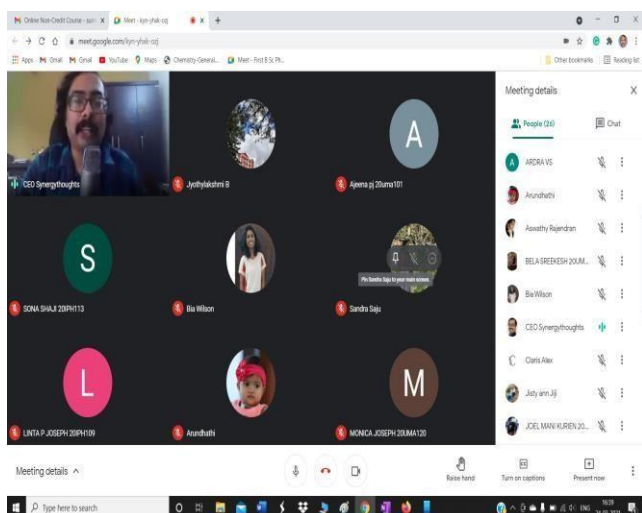 Online Non-Credit Course - sum
Meet - kyn-yhak-ozj
meet.google.com/kyn-yhak-ozj
Apps
Gmail
Gmail
YouTube
Maps
Chemistry-General...
Meet - First B Sc Ph...
Other bookmarks
Reading list
CEO Synergythoughts
Jyothylakshmi B
A
Ajeena pj 20uma101
S
SONA SHAJI 20IPH113
Bia Wilson
Pin Sandra Saju to your main screen.
Sandra Saju
L
LINTA P JOSEPH 20IPH109
Arundhathi
M
MONICA JOSEPH 20UMA120
Meeting details
People (26)
Chat
A
ARDRA VS
Arundhathi
Aswathy Rajendran
BELA SREEKESH 20UM...
Bia Wilson
CEO Synergythoughts
C
Claris Alex
Jisty ann Jiji
JOEL MANI KURIEN 20...
Meeting details
Raise hand
Turn on captions
Present now
Type here to search
ENG